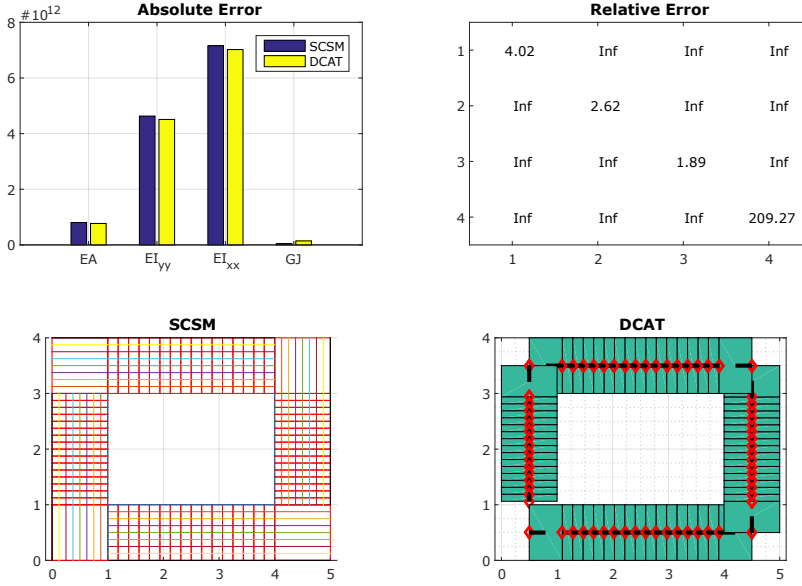 Absolute Error
#10^12
8
6
4
2
0
EA
EI_yy
EI_xx
GJ
SCSM
DCAT
Relative Error
1
2
3
4
4.02 Inf Inf Inf
Inf 2.62 Inf Inf
Inf Inf 1.89 Inf
Inf Inf Inf 209.27
1 2 3 4
SCSM
4
3
2
1
0
0 1 2 3 4 5
DCAT
4
3
2
1
0
0 1 2 3 4 5